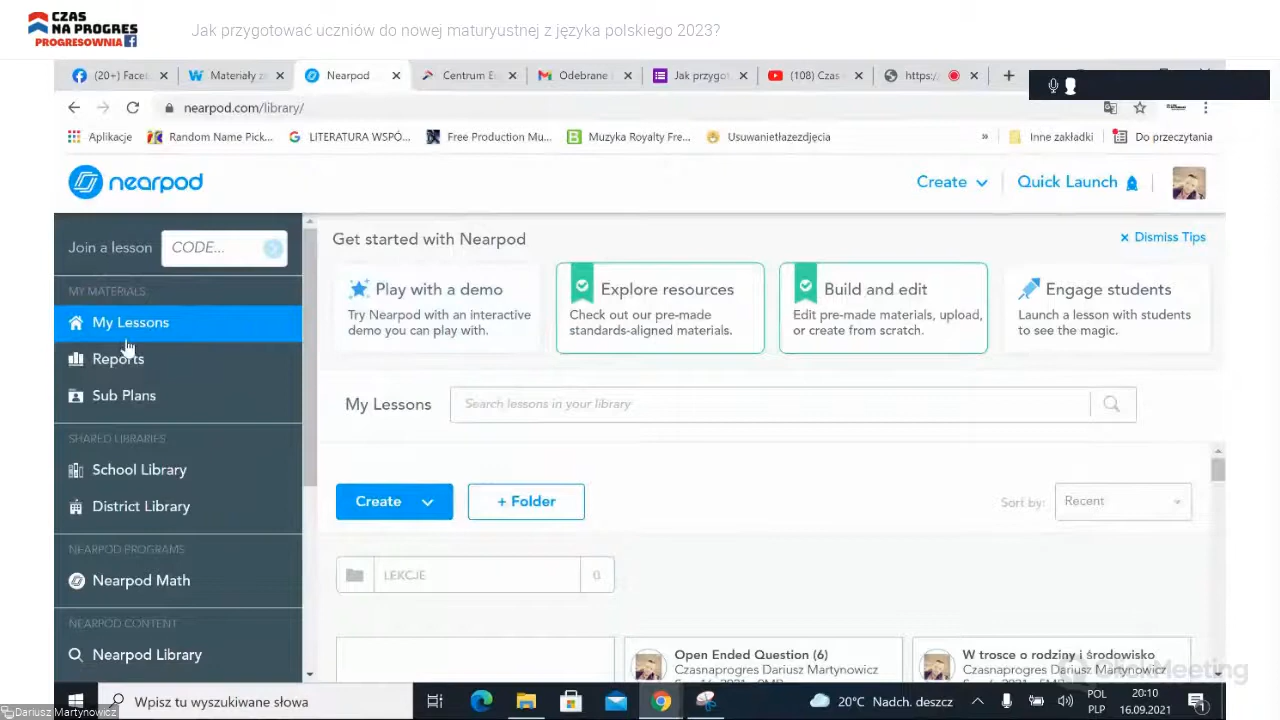 CZAS
NA PROGRES
PROGRESOWNIA
Jak przygotować uczniów do nowej maturyustnej z języka polskiego 2023?
(20+) Face
Materiały z
Nearpod
Centrum E
Odebrane
Jak przygot
(108) Czas
https:
nearpod.com/library/
Aplikacje
Random Name Pick...
LITERATURA WSPÓ...
Free Production Mu...
Muzyka Royalty Fre...
Usuwanietłazezdjęcia
»
Inne zakładki
Do przeczytania
nearpod
Create
Quick Launch
Join a lesson
CODE...
Get started with Nearpod
Dismiss Tips
Play with a demo
Try Nearpod with an interactive
demo you can play with.
Explore resources
Check out our pre-made
standards-aligned materials.
Build and edit
Edit pre-made materials, upload,
or create from scratch.
Engage students
Launch a lesson with students
to see the magic.
MY MATERIALS
My Lessons
Reports
Sub Plans
SHARED LIBRARIES
School Library
District Library
NEARPOD PROGRAMS
Nearpod Math
NEARPOD CONTENT
Nearpod Library
My Lessons
Search lessons in your library
Create
+ Folder
Sort by:
Recent
LEKCJE
0
Open Ended Question (6)
Czasnaprogres Dariusz Martynowicz
W trosce o rodziny i środowisko
Czasnaprogres Dariusz Martynowicz
ClickMeeting
Wpisz tu wyszukiwane słowa
20°C Nadch. deszcz
POL
PLP
20:10
16.09.2021
1
Dariusz Martynowicz